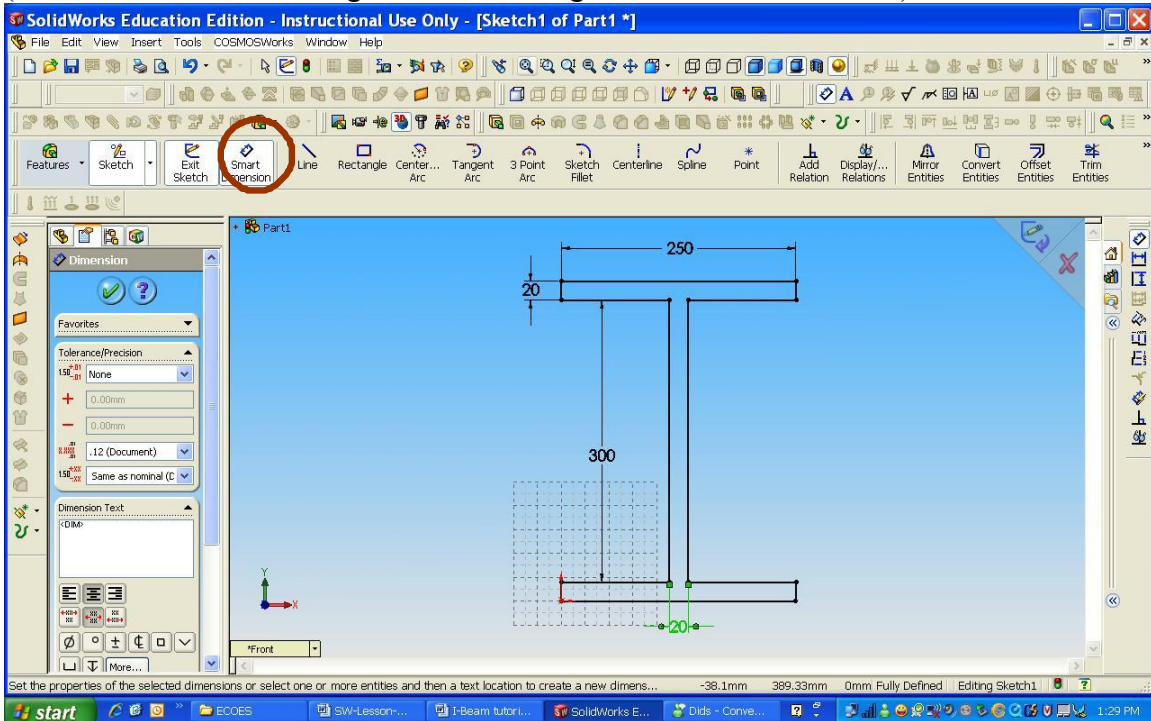 SolidWorks Education Edition - Instructional Use Only - [Sketch1 of Part1 *]
File Edit View Insert Tools COSMOSWorks Window Help
Features Sketch Exit Sketch Smart Dimension Line Rectangle Center... Arc Tangent Arc 3 Point Arc Sketch Fillet Centerline Spline Point Add Relation Display/... Relations Mirror Entities Convert Entities Offset Entities Trim Entities
Part1
Dimension
Favorites
Tolerance/Precision
None
0.00mm
0.00mm
.12 (Document)
Same as nominal (D
Dimension Text
<DIM>
More...
250
20
300
20
Y
X
*Front
Set the properties of the selected dimensions or select one or more entities and then a text location to create a new dimens... -38.1mm 389.33mm 0mm Fully Defined Editing Sketch1
start ECOES SW-Lesson-... I-Beam tutori... SolidWorks E... Dids - Conve... 1:29 PM